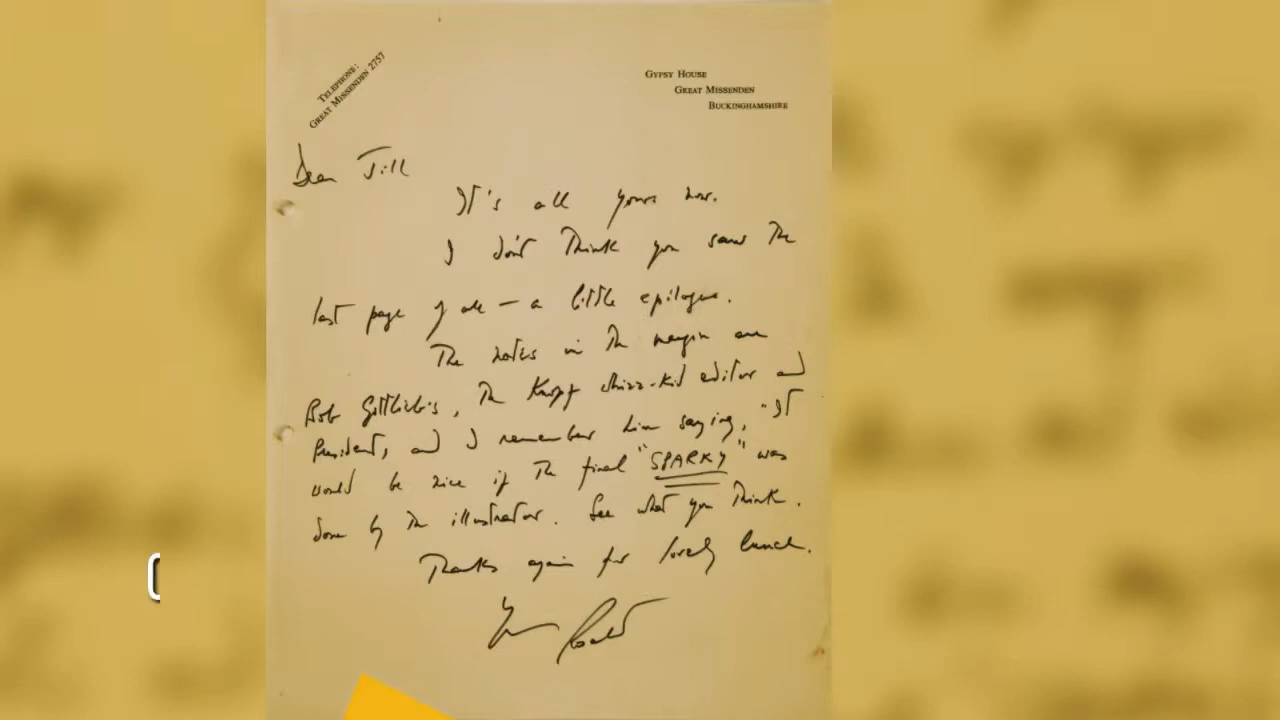 TELEPHONE:
GREAT MISSENDEN 2757
GYPSY HOUSE
GREAT MISSENDEN
BUCKINGHAMSHIRE
Dear Jill
It's all yours now.
I don't think you saw the
last page of all – a little epilogue.
The notes in the margin are
Bob Gottlieb's, the Knopf whizz-kid editor and
President, and I remember him saying, "It
would be nice if the final "SPARKY" was
done by the illustrator. See what you think.
Thanks again for lovely lunch.
Yours Roald